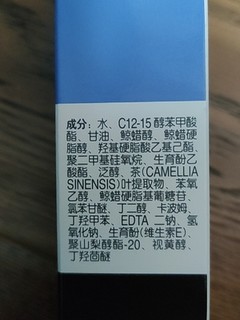 成分：水、C12-15 醇苯甲酸
酯、甘油、鲸蜡醇、鲸蜡硬
脂醇、羟基硬脂酸乙基己酯、
聚二甲基硅氧烷、生育酚乙
酸酯、泛醇、茶(CAMELLIA
SINENSIS)叶提取物、苯氧
乙醇、鲸蜡硬脂基葡糖苷、
氯苯甘醚、丁二醇、卡波姆、
丁羟甲苯、EDTA 二钠、氢
氧化钠、生育酚(维生素E)、
聚山梨醇酯-20、视黄醇、
丁羟茴醚